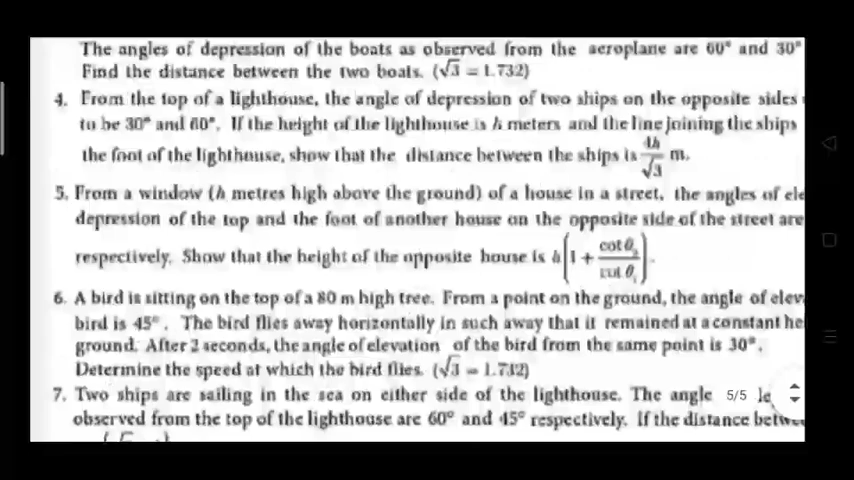 The angles of depression of the boats as observed from the aeroplane are 60° and 30°
Find the distance between the two boats. (√3 = 1.732)
4. From the top of a lighthouse, the angle of depression of two ships on the opposite sides
to be 30° and 60°. If the height of the lighthouse is h meters and the line joining the ships
the foot of the lighthouse, show that the distance between the ships is 4h/√3 m.
5. From a window (h metres high above the ground) of a house in a street, the angles of ele
depression of the top and the foot of another house on the opposite side of the street are
respectively. Show that the height of the opposite house is h(1 + cot θ₂/cot θ₁).
6. A bird is sitting on the top of a 80 m high tree. From a point on the ground, the angle of elev
bird is 45°. The bird flies away horizontally in such away that it remained at a constant he
ground. After 2 seconds, the angle of elevation of the bird from the same point is 30°.
Determine the speed at which the bird flies. (√3 = 1.732)
7. Two ships are sailing in the sea on either side of the lighthouse. The angle 5/5
observed from the top of the lighthouse are 60° and 45° respectively. If the distance betwe